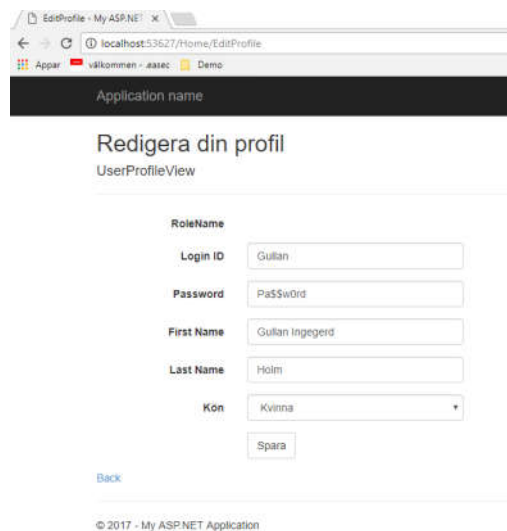 EditProfile - My ASP.NET
localhost:53627/Home/EditProfile
Appar välkommen - .easec Demo
Application name
Redigera din profil
UserProfileView
RoleName
Login ID Gullan
Password Pa$$w0rd
First Name Gullan Ingegerd
Last Name Holm
Kön Kvinna
Spara
Back
© 2017 - My ASP.NET Application